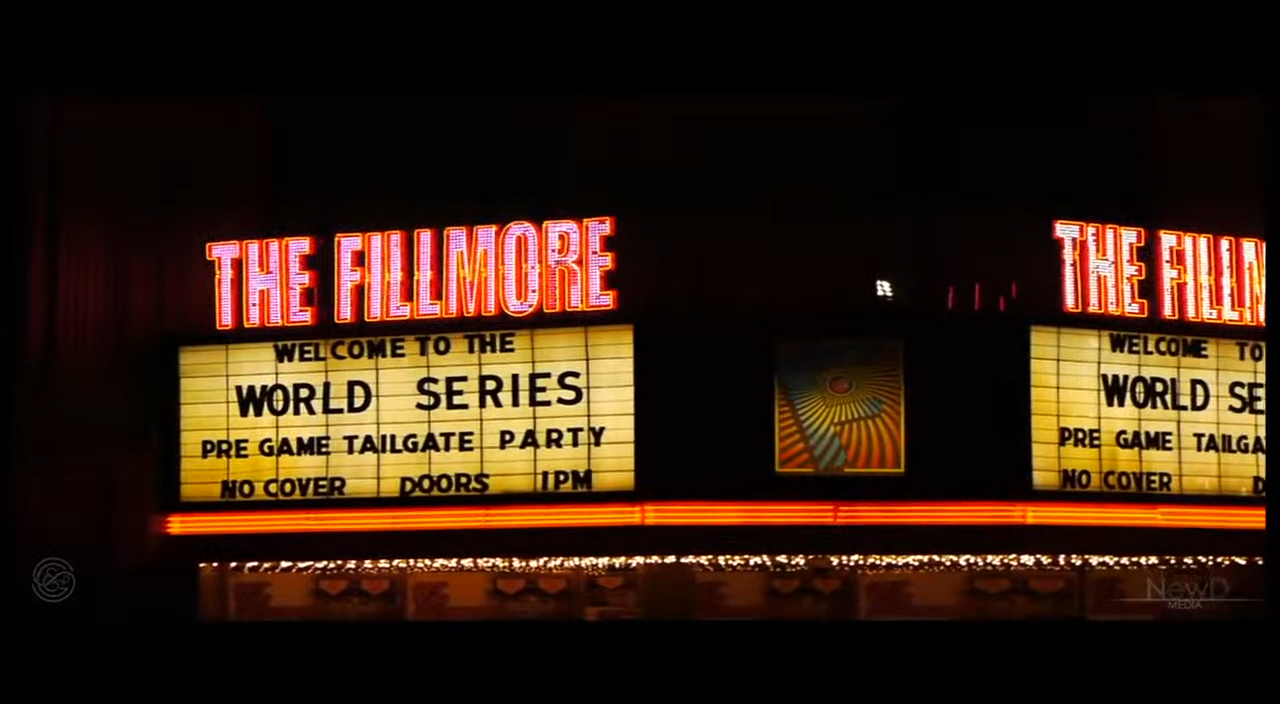 THE FILLMORE
WELCOME TO THE
WORLD SERIES
PRE GAME TAILGATE PARTY
NO COVER DOORS 1PM
THE FILLM
WELCOME TO
WORLD SE
PRE GAME TAILGA
NO COVER D
NewD
MEDIA